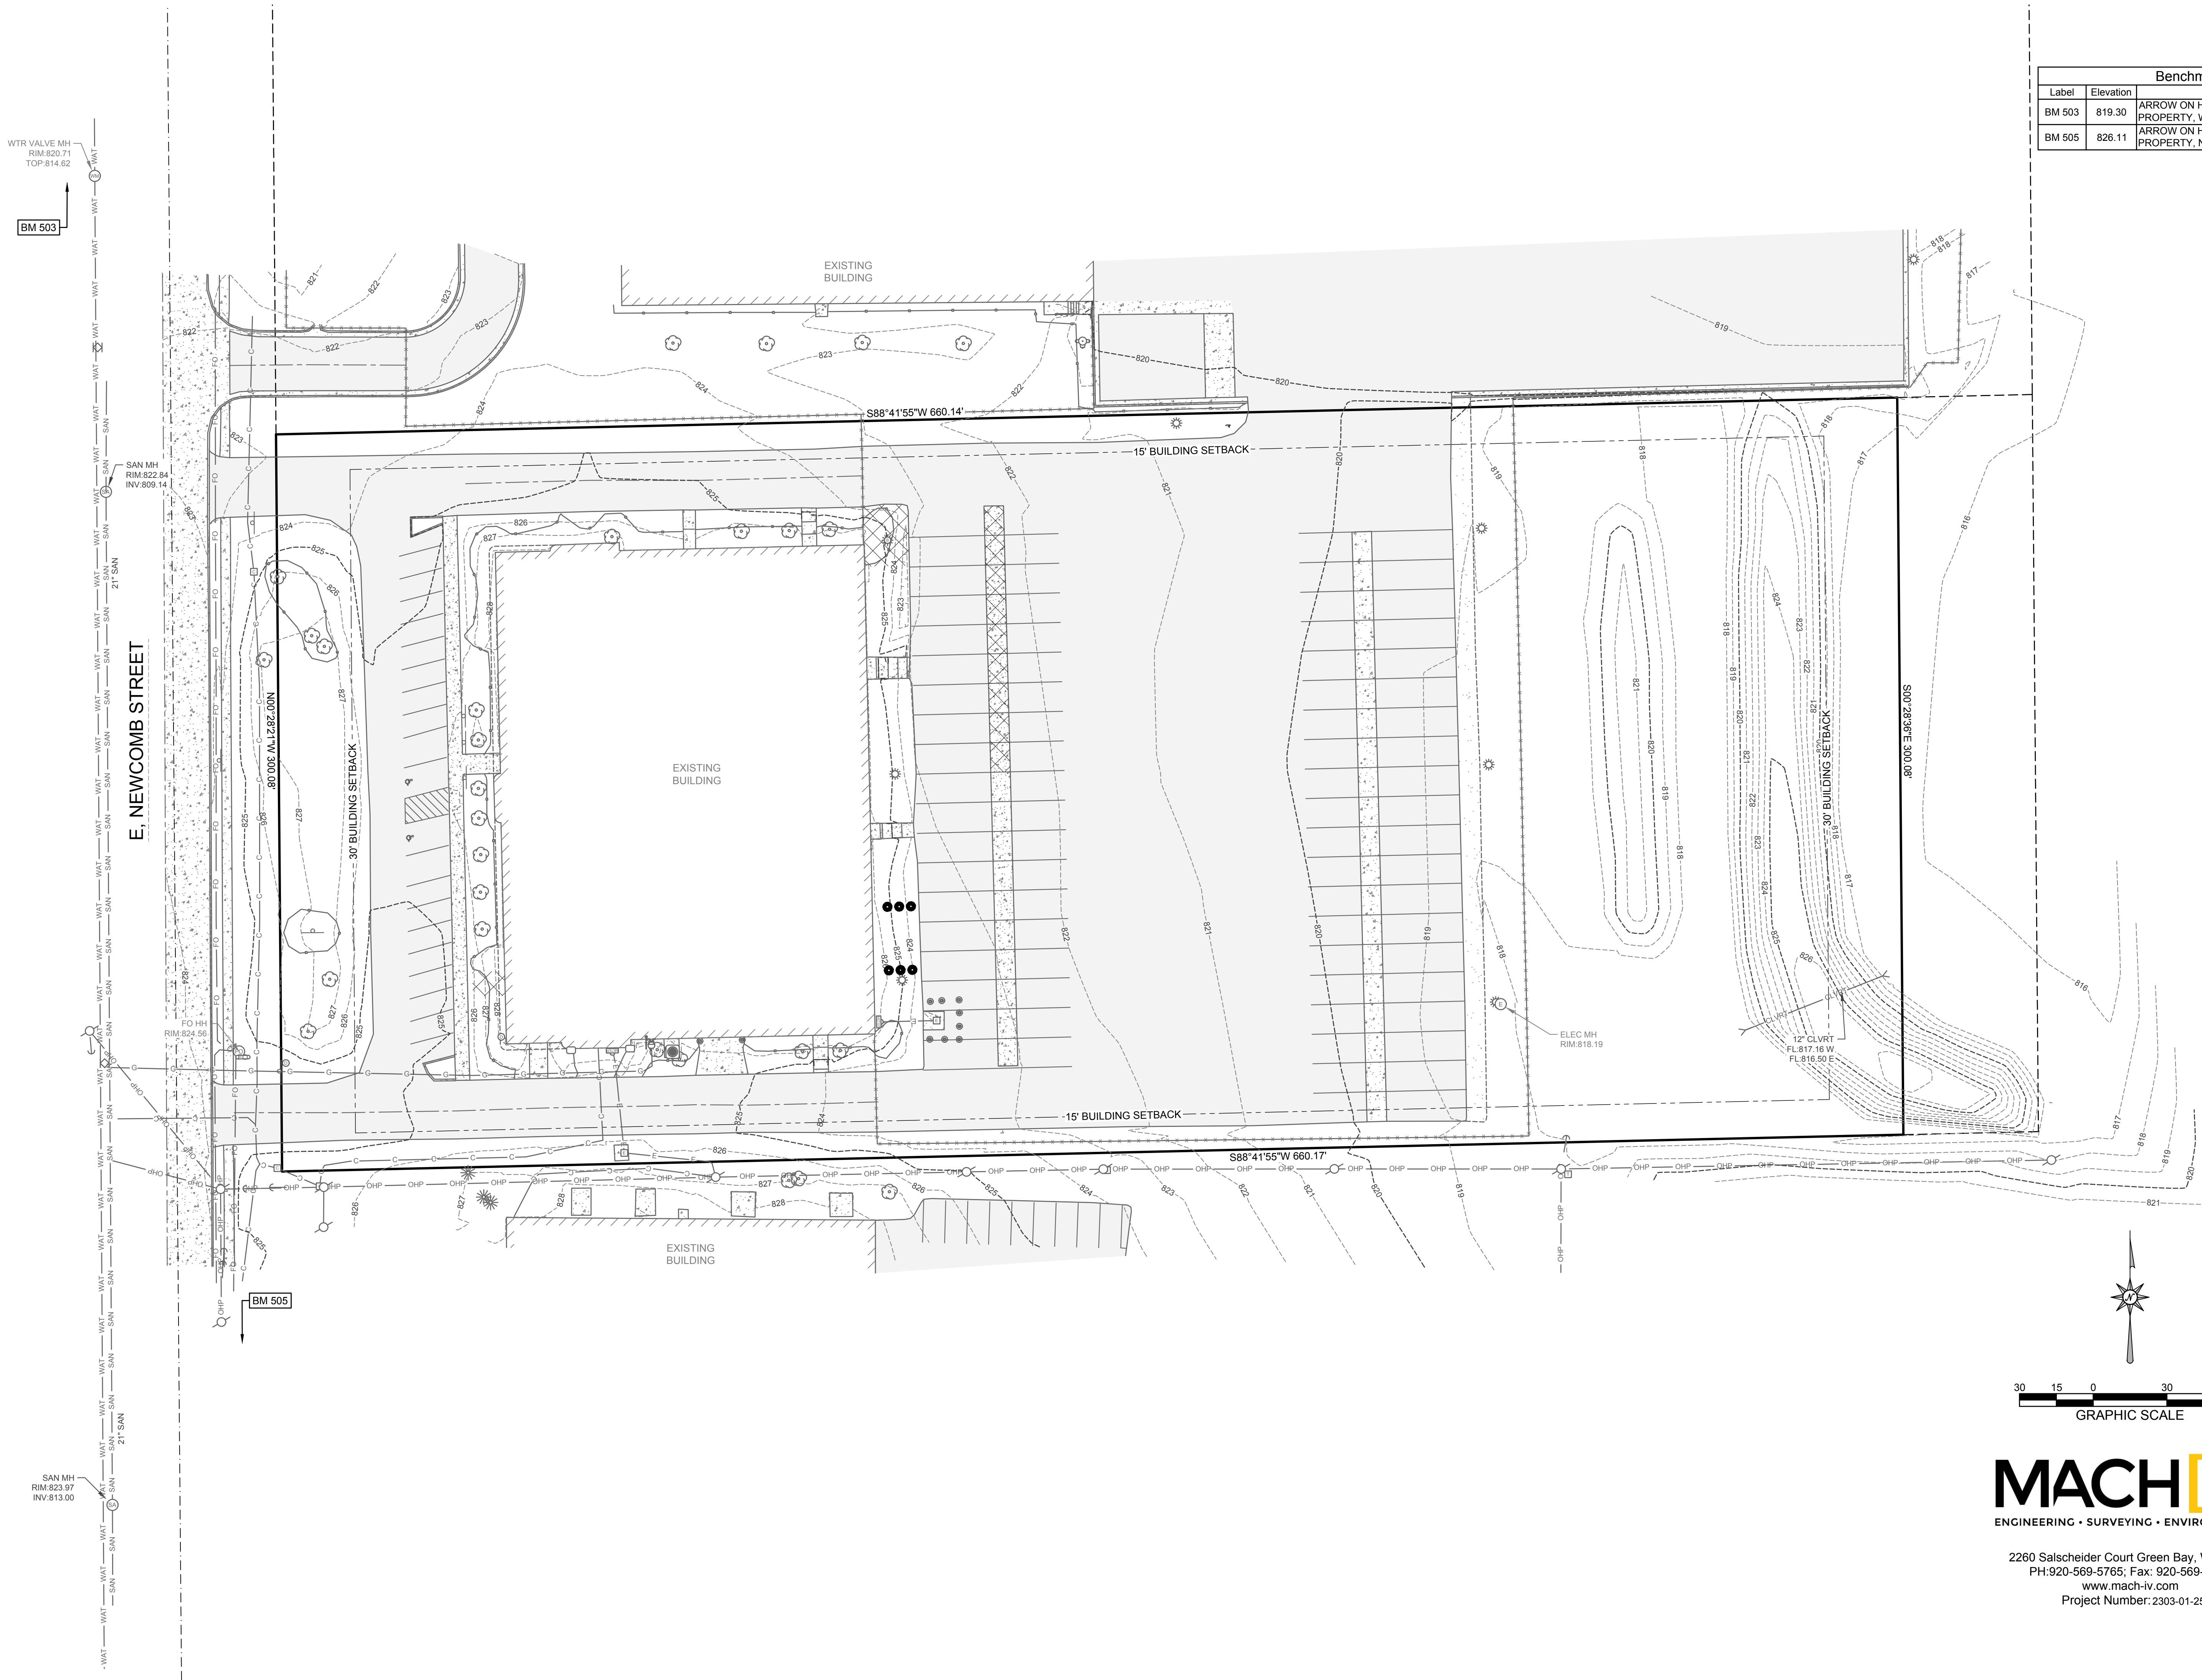 Benchm
Label Elevation
BM 503 819.30 ARROW ON H
PROPERTY, W
BM 505 826.11 ARROW ON H
PROPERTY, N
WTR VALVE MH
RIM:820.71
TOP:814.62
BM 503
SAN MH
RIM:822.84
INV:809.14
21" SAN
E, NEWCOMB STREET
FO HH
RIM:824.56
BM 505
21" SAN
SAN MH
RIM:823.97
INV:813.00
EXISTING
BUILDING
S88°41'55"W 660.14'
15' BUILDING SETBACK
N00°28'21"W 300.08'
30' BUILDING SETBACK
EXISTING
BUILDING
30' BUILDING SETBACK
S00°28'36"E 300.08'
ELEC MH
RIM:818.19
12" CLVRT
FL:817.16 W
FL:816.50 E
15' BUILDING SETBACK
S88°41'55"W 660.17'
EXISTING
BUILDING
N
30 15 0 30
GRAPHIC SCALE
MACH
ENGINEERING • SURVEYING • ENVIRO
2260 Salscheider Court Green Bay, W
PH:920-569-5765; Fax: 920-569-
www.mach-iv.com
Project Number: 2303-01-25